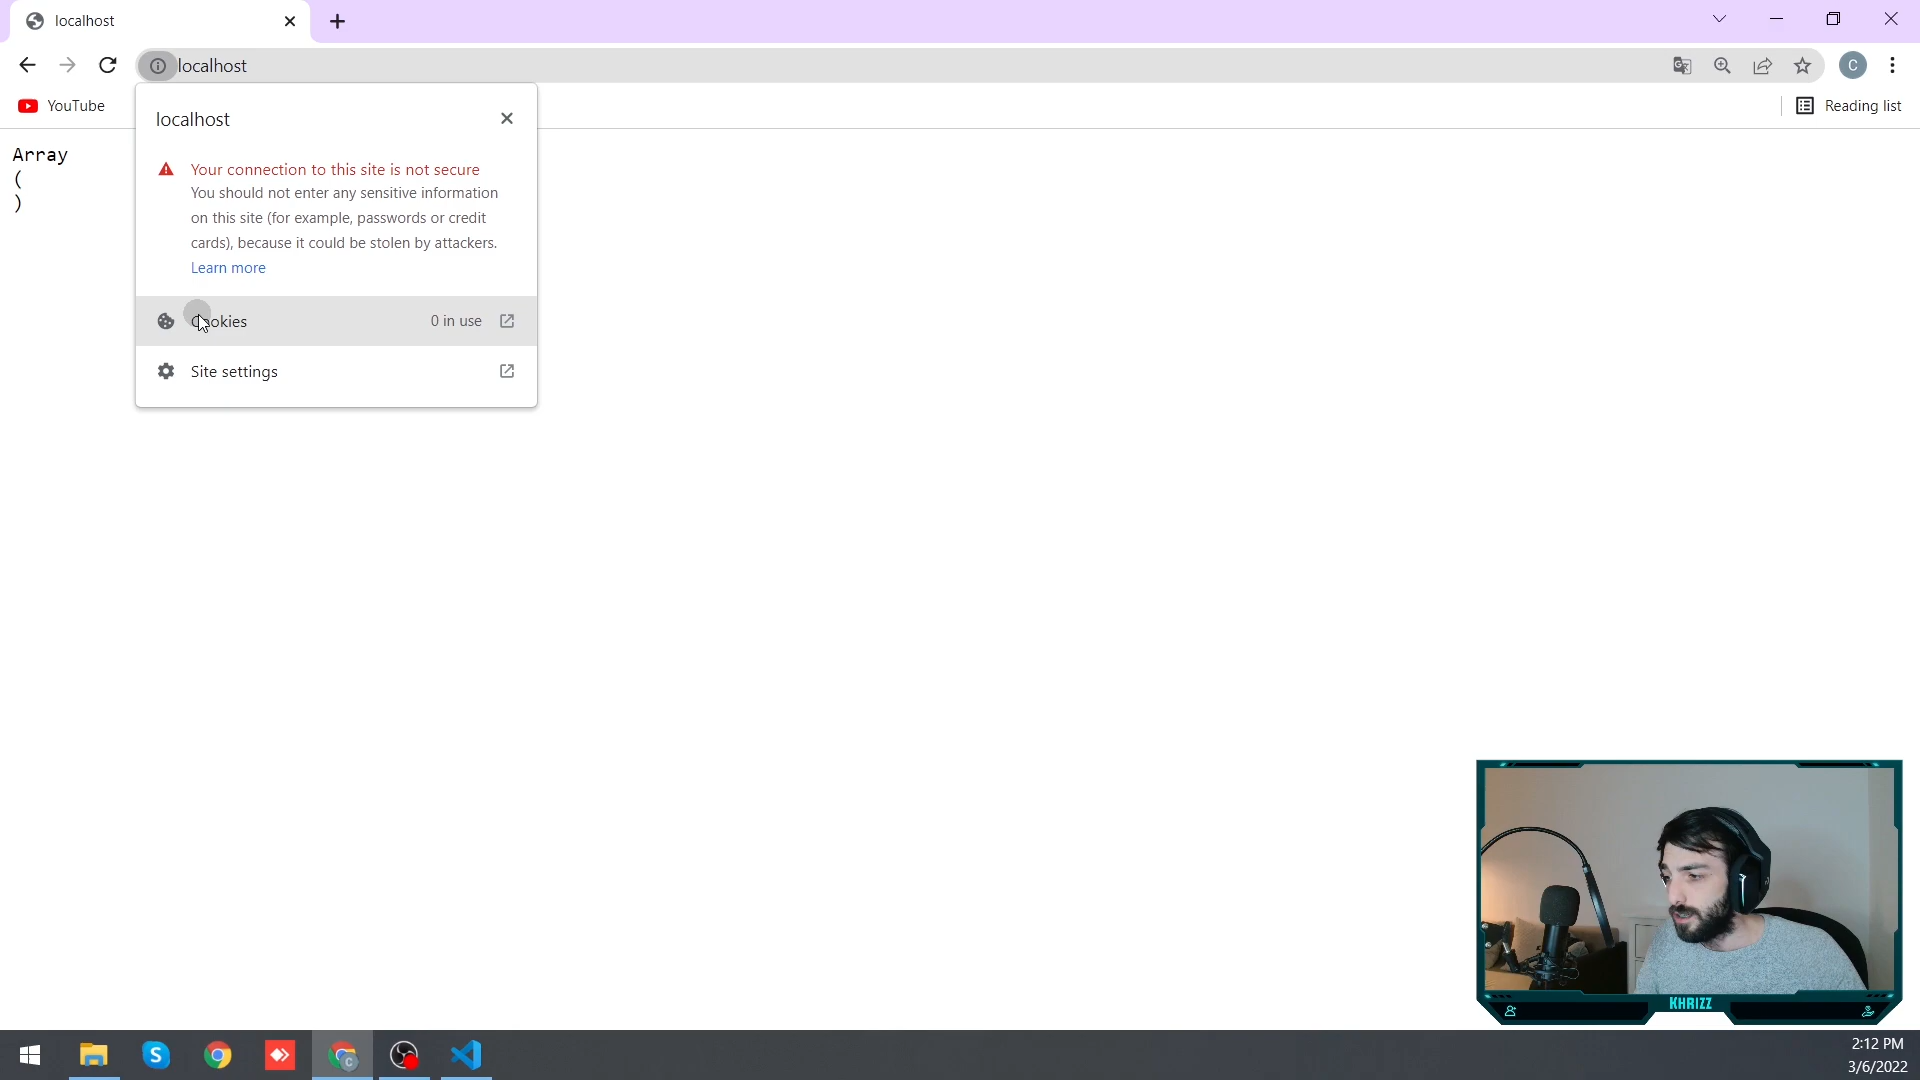 localhost
localhost
YouTube
Reading list
C
localhost
Your connection to this site is not secure
You should not enter any sensitive information
on this site (for example, passwords or credit
cards), because it could be stolen by attackers.
Learn more
Cookies
0 in use
Site settings
Array
(
)
KHRIZZ
2:12 PM
3/6/2022